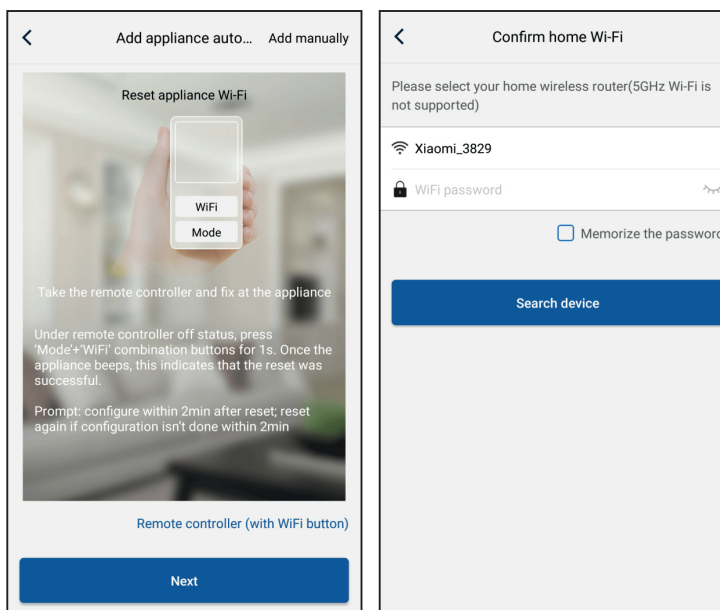 Add appliance auto... Add manually
Reset appliance Wi-Fi
WiFi
Mode
Take the remote controller and fix at the appliance
Under remote controller off status, press
'Mode'+'WiFi' combination buttons for 1s. Once the
appliance beeps, this indicates that the reset was
successful.
Prompt: configure within 2min after reset; reset
again if configuration isn't done within 2min
Remote controller (with WiFi button)
Next
Confirm home Wi-Fi
Please select your home wireless router(5GHz Wi-Fi is
not supported)
Xiaomi_3829
WiFi password
Memorize the password
Search device